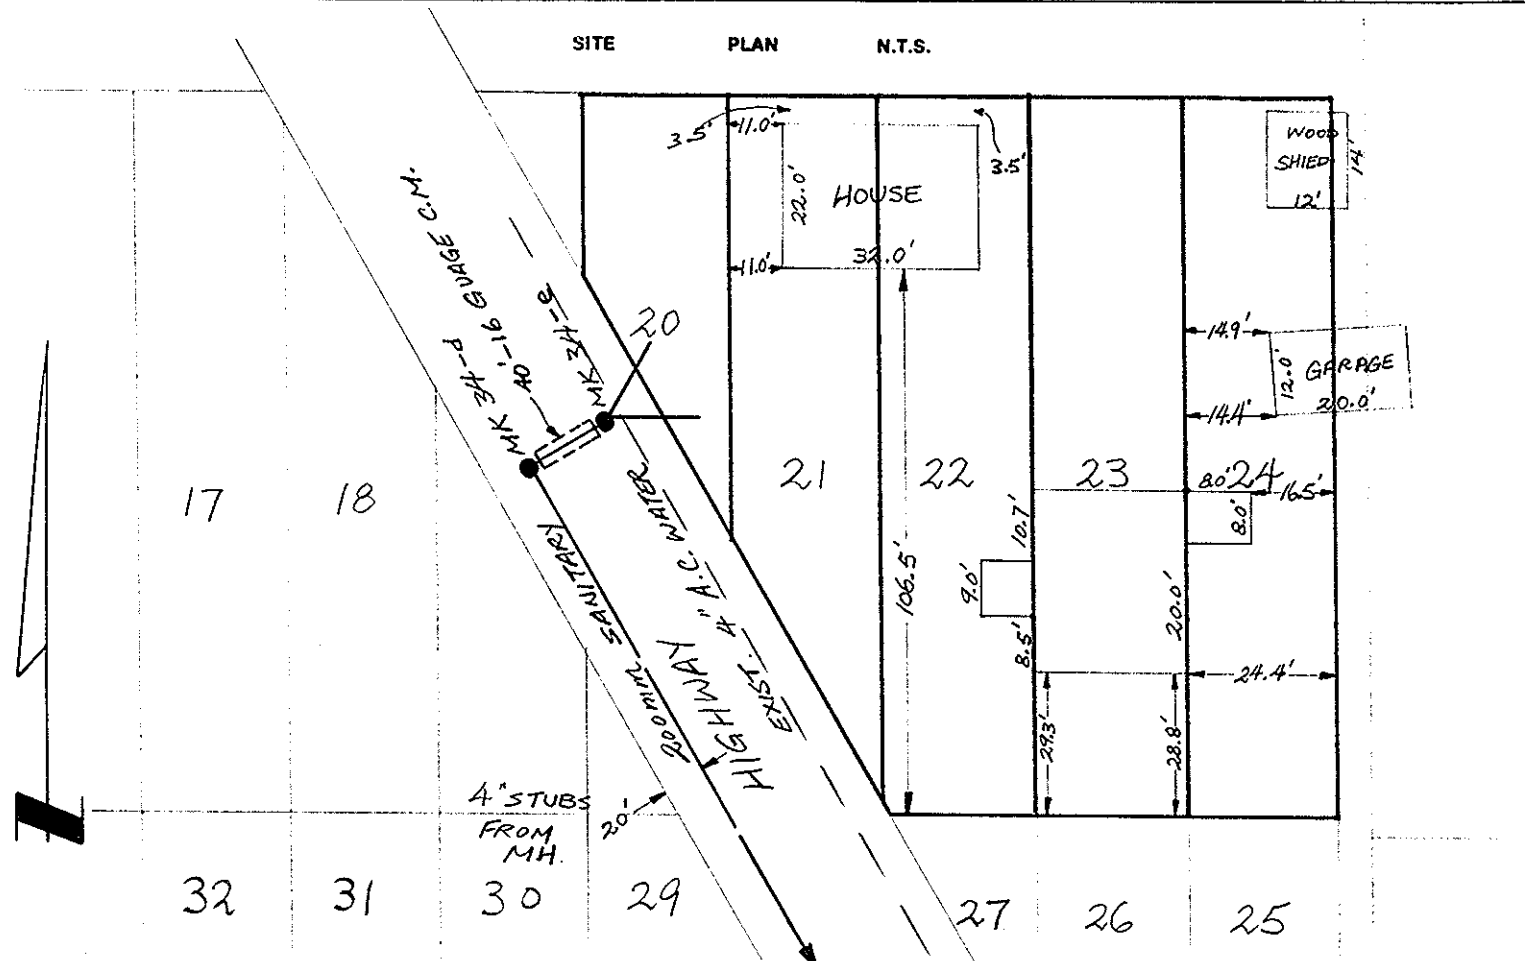 SITE PLAN N.T.S.
3.5'
11.0'
22.0'
HOUSE
32.0'
11.0'
3.5'
WOOD
SHIED
12'
14'
14.9'
12.0'
GARAGE
20.0'
14.4'
MK 34-d
40'-16 GUAGE C.M.
MK 34-e
20
17
18
21
22
23
24
8.0'
16.5'
8.0'
10.7'
9.0'
8.5'
106.5'
20.0'
24.4'
29.3'
28.8'
200mm SANITARY
HIGHWAY
EXIST. 4" A.C. WATER
4" STUBS
FROM
MH.
20'
32
31
30
29
27
26
25